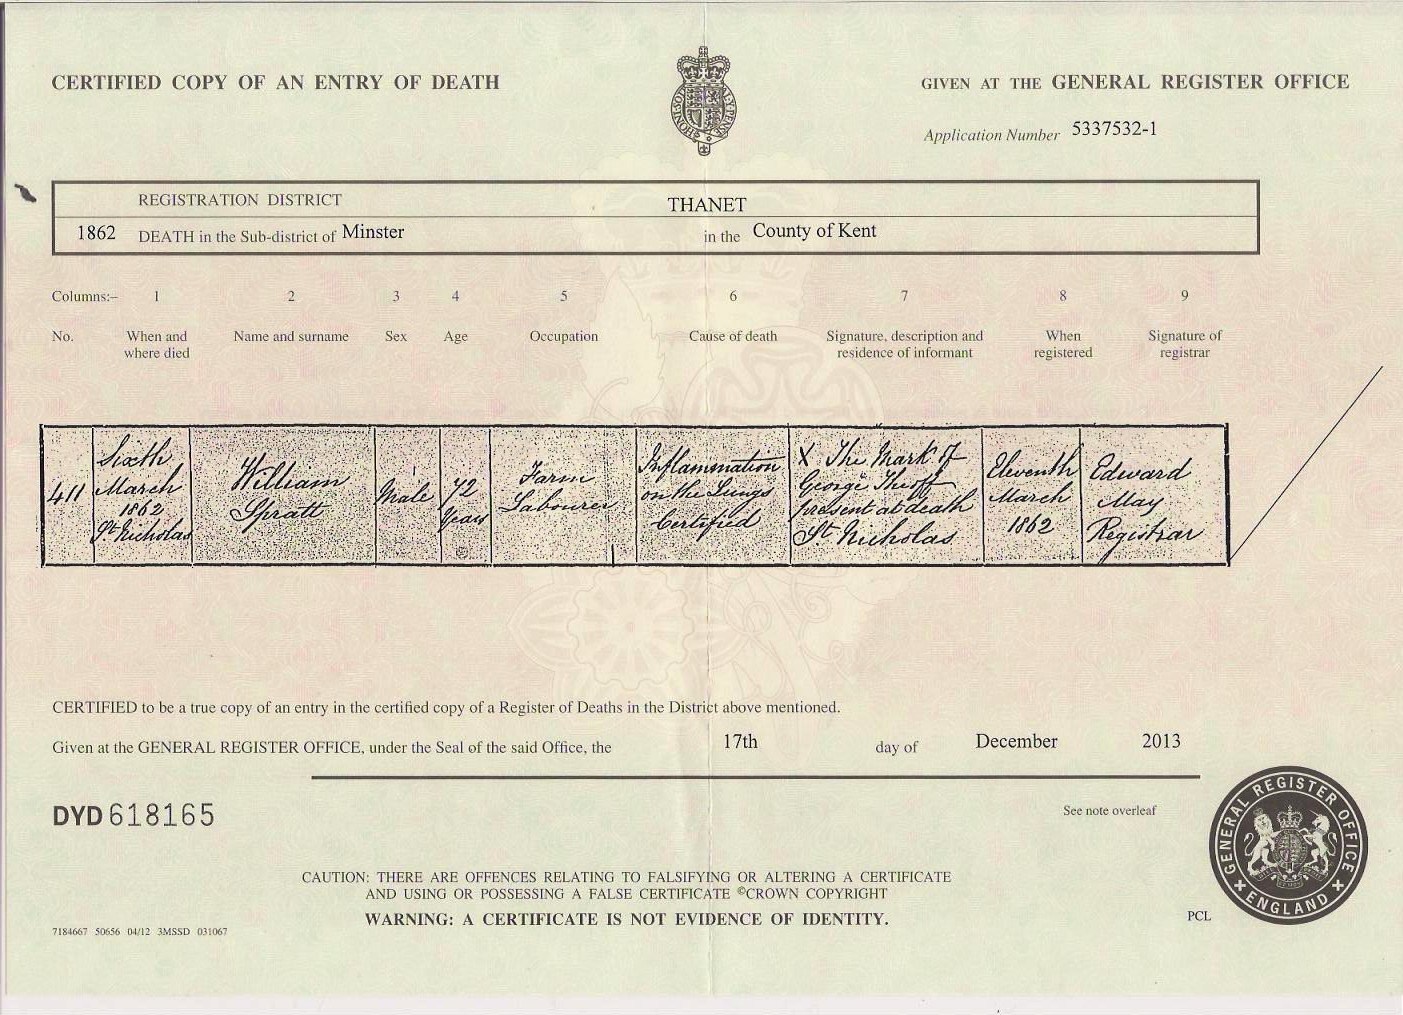 CERTIFIED COPY OF AN ENTRY OF DEATH
GIVEN AT THE GENERAL REGISTER OFFICE
Application Number 5337532-1
REGISTRATION DISTRICT THANET
1862 DEATH in the Sub-district of Minster in the County of Kent
Columns:- 1 2 3 4 5 6 7 8 9
No. When and where died Name and surname Sex Age Occupation Cause of death Signature, description and residence of informant When registered Signature of registrar
411
Sixth
March
1862
St Nicholas
William
Spratt
Male
72
Years
Farm
Labourer
Inflammation
on the Lungs
Certified
X The Mark of
George
present at death
St Nicholas
Eleventh
March
1862
Edward
May
Registrar
CERTIFIED to be a true copy of an entry in the certified copy of a Register of Deaths in the District above mentioned.
Given at the GENERAL REGISTER OFFICE, under the Seal of the said Office, the 17th day of December 2013
DYD 618165
See note overleaf
GENERAL REGISTER OFFICE
ENGLAND
CAUTION: THERE ARE OFFENCES RELATING TO FALSIFYING OR ALTERING A CERTIFICATE
AND USING OR POSSESSING A FALSE CERTIFICATE ©CROWN COPYRIGHT
WARNING: A CERTIFICATE IS NOT EVIDENCE OF IDENTITY.
PCL
7184667 50656 04/12 3MSSD 031067